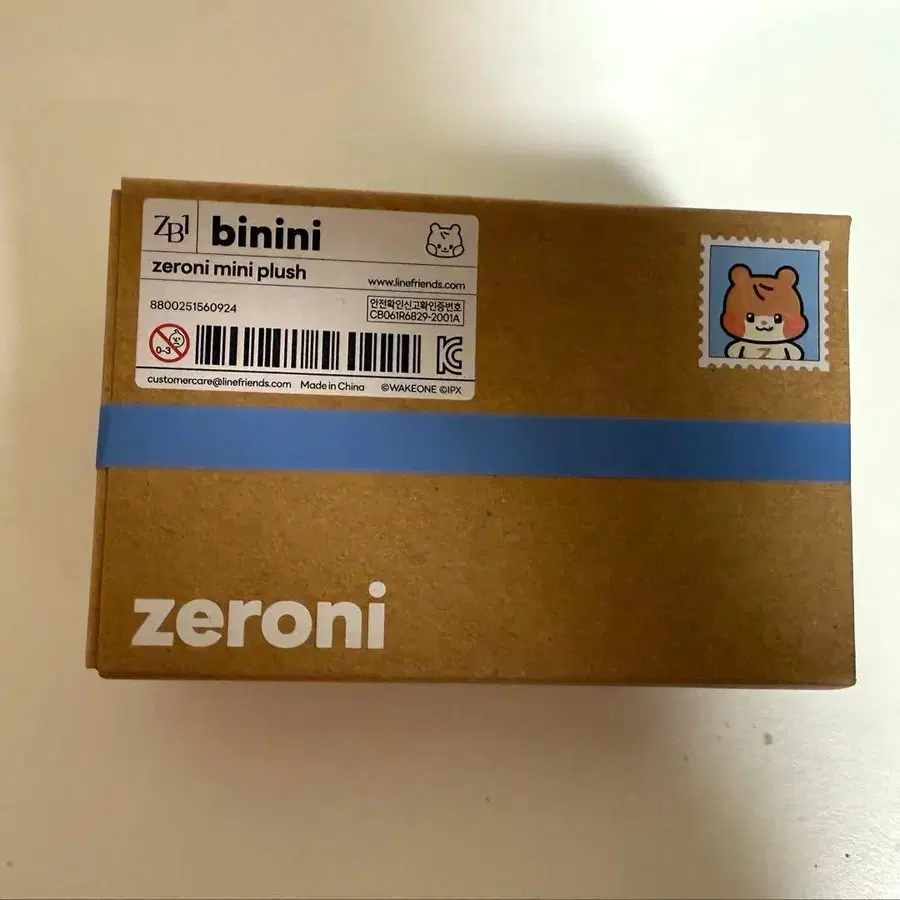 ZB1 binini
zeroni mini plush
www.linefriends.com
8800251560924
안전확인신고확인증번호
CB061R6829-2001A
0-3
KC
customercare@linefriends.com Made in China ©WAKEONE ©IPX
Z
zeroni